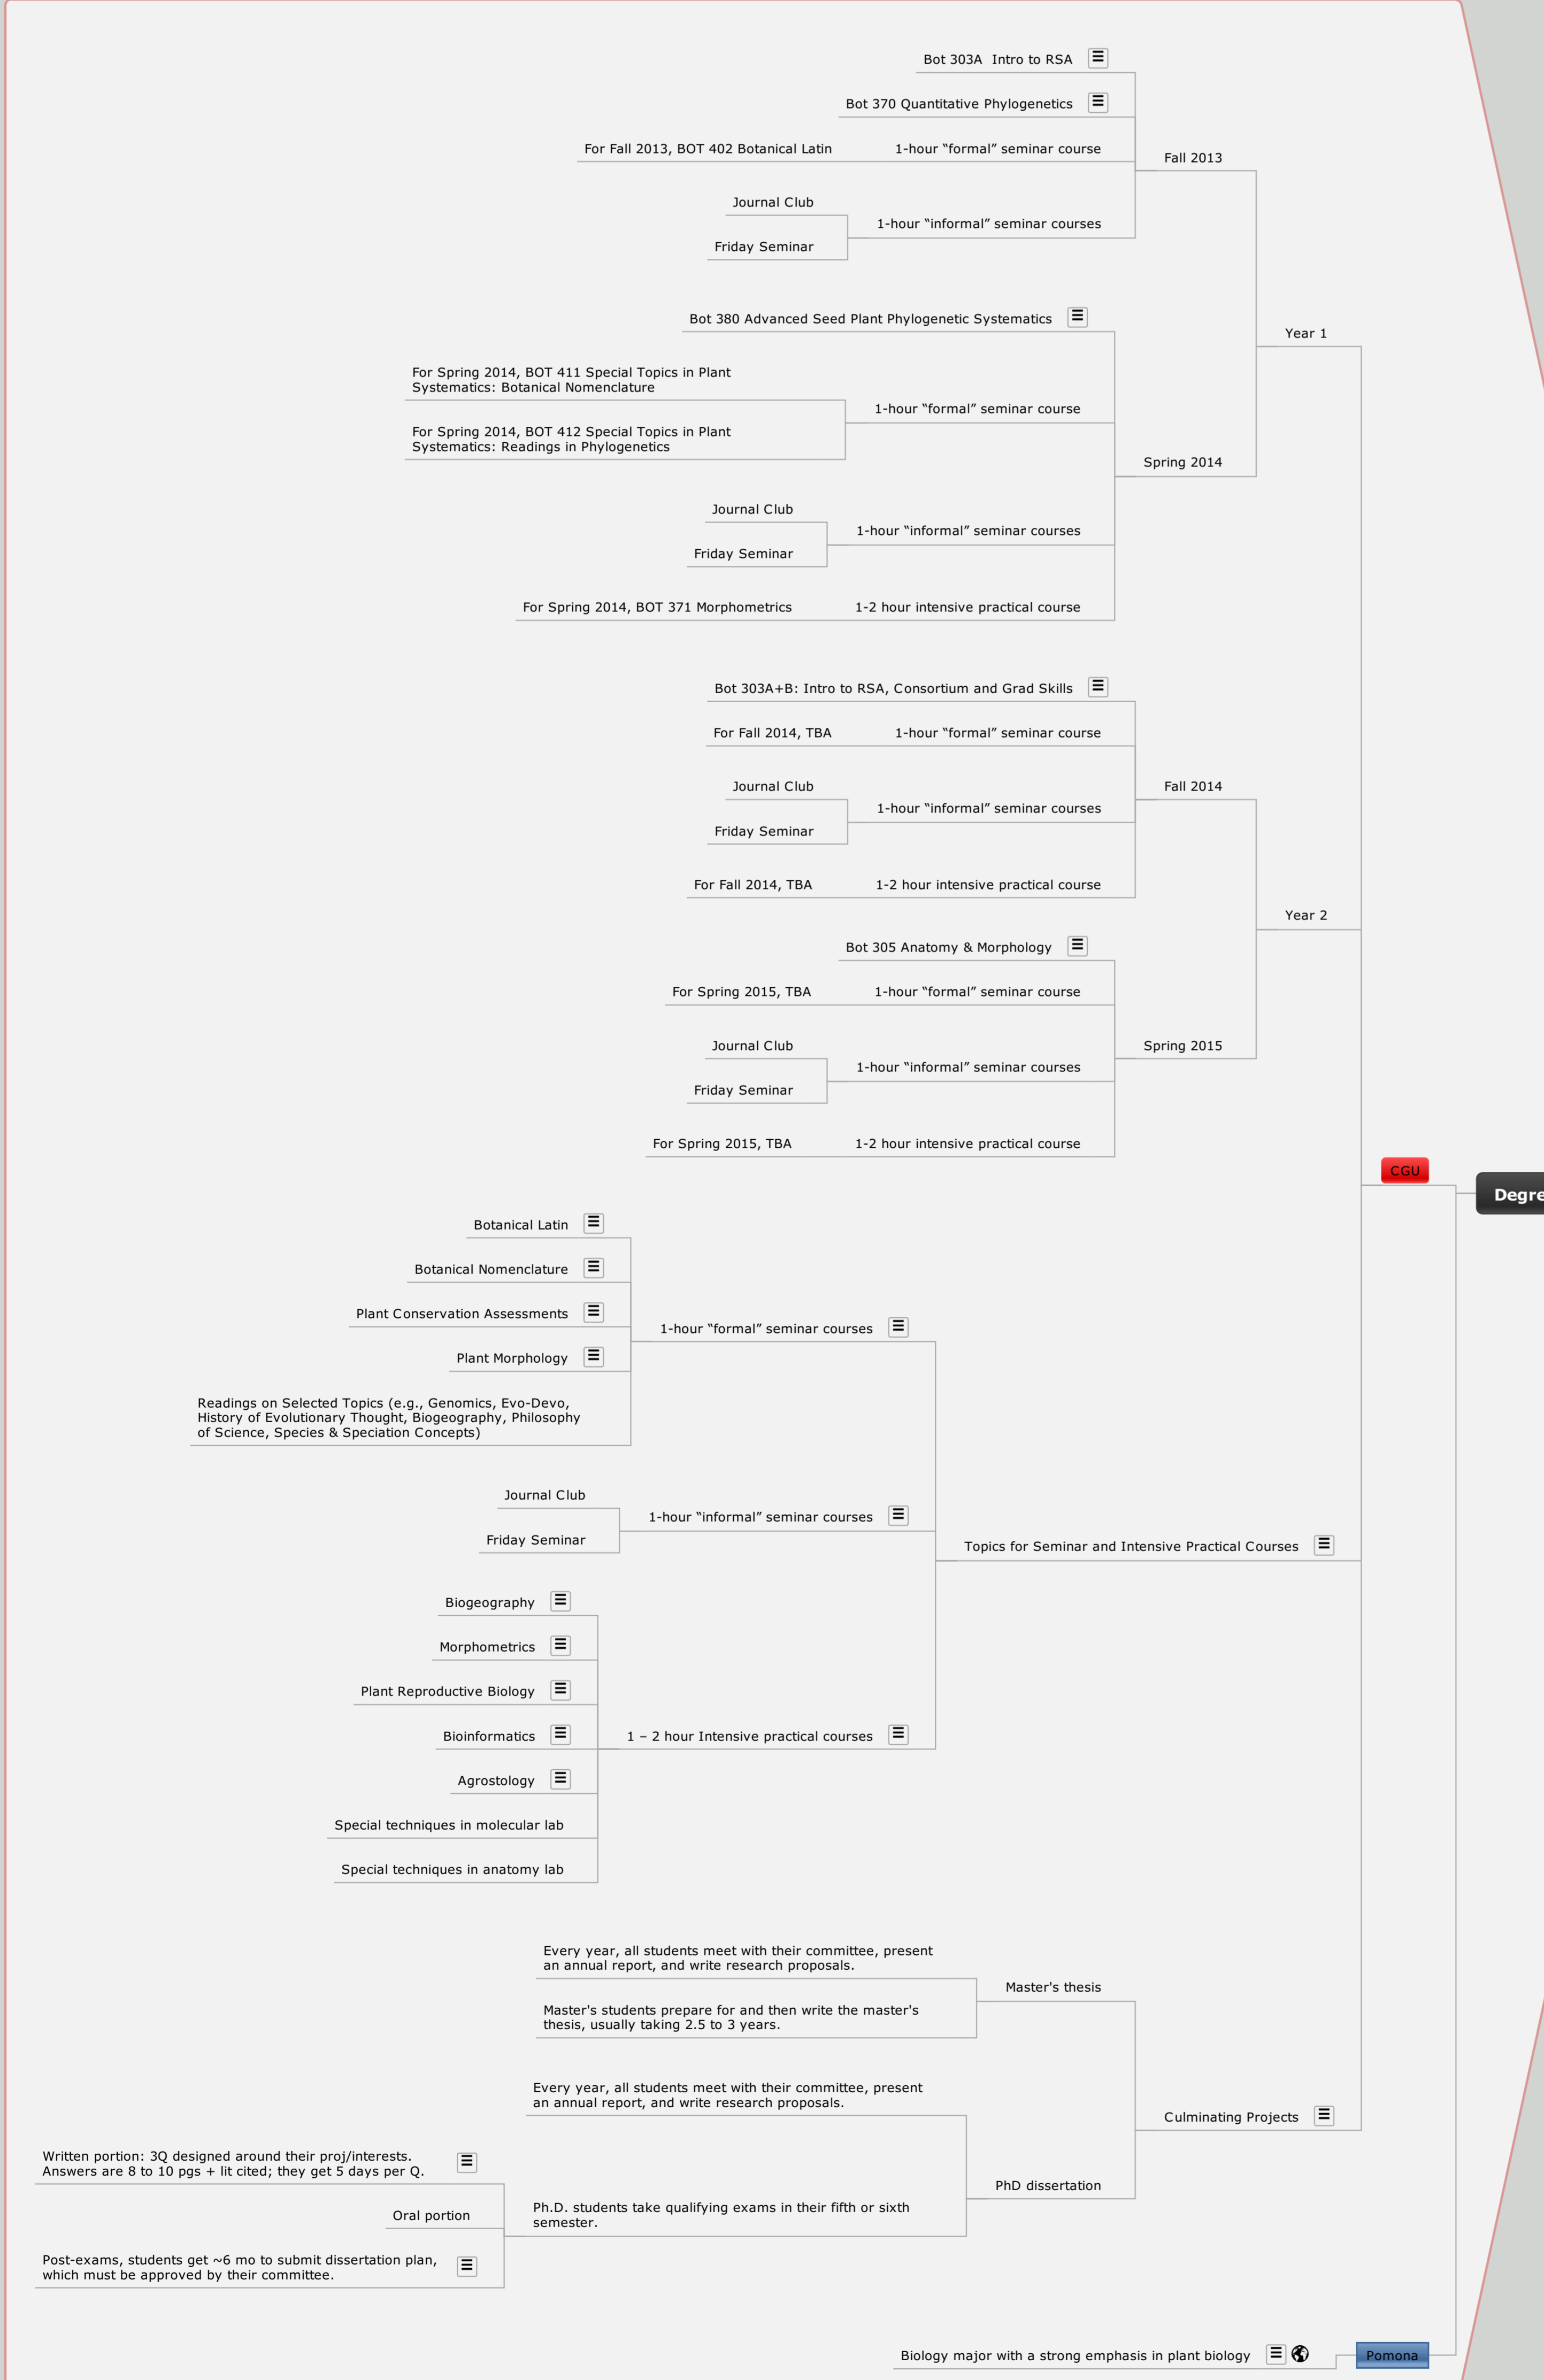 Bot 303A  Intro to RSA
Bot 370 Quantitative Phylogenetics
For Fall 2013, BOT 402 Botanical Latin
1-hour “formal” seminar course
Fall 2013
Journal Club
1-hour “informal” seminar courses
Friday Seminar
Bot 380 Advanced Seed Plant Phylogenetic Systematics
Year 1
For Spring 2014, BOT 411 Special Topics in Plant
Systematics: Botanical Nomenclature
1-hour “formal” seminar course
For Spring 2014, BOT 412 Special Topics in Plant
Systematics: Readings in Phylogenetics
Spring 2014
Journal Club
1-hour “informal” seminar courses
Friday Seminar
For Spring 2014, BOT 371 Morphometrics
1-2 hour intensive practical course
Bot 303A+B: Intro to RSA, Consortium and Grad Skills
For Fall 2014, TBA
1-hour “formal” seminar course
Journal Club
Fall 2014
1-hour “informal” seminar courses
Friday Seminar
For Fall 2014, TBA
1-2 hour intensive practical course
Year 2
Bot 305 Anatomy & Morphology
For Spring 2015, TBA
1-hour “formal” seminar course
Journal Club
Spring 2015
1-hour “informal” seminar courses
Friday Seminar
For Spring 2015, TBA
1-2 hour intensive practical course
CGU
Degre
Botanical Latin
Botanical Nomenclature
Plant Conservation Assessments
1-hour “formal” seminar courses
Plant Morphology
Readings on Selected Topics (e.g., Genomics, Evo-Devo,
History of Evolutionary Thought, Biogeography, Philosophy
of Science, Species & Speciation Concepts)
Journal Club
1-hour “informal” seminar courses
Friday Seminar
Topics for Seminar and Intensive Practical Courses
Biogeography
Morphometrics
Plant Reproductive Biology
Bioinformatics
1 – 2 hour Intensive practical courses
Agrostology
Special techniques in molecular lab
Special techniques in anatomy lab
Every year, all students meet with their committee, present
an annual report, and write research proposals.
Master's thesis
Master's students prepare for and then write the master's
thesis, usually taking 2.5 to 3 years.
Every year, all students meet with their committee, present
an annual report, and write research proposals.
Culminating Projects
Written portion: 3Q designed around their proj/interests.
Answers are 8 to 10 pgs + lit cited; they get 5 days per Q.
PhD dissertation
Ph.D. students take qualifying exams in their fifth or sixth
semester.
Oral portion
Post-exams, students get ~6 mo to submit dissertation plan,
which must be approved by their committee.
Biology major with a strong emphasis in plant biology
Pomona